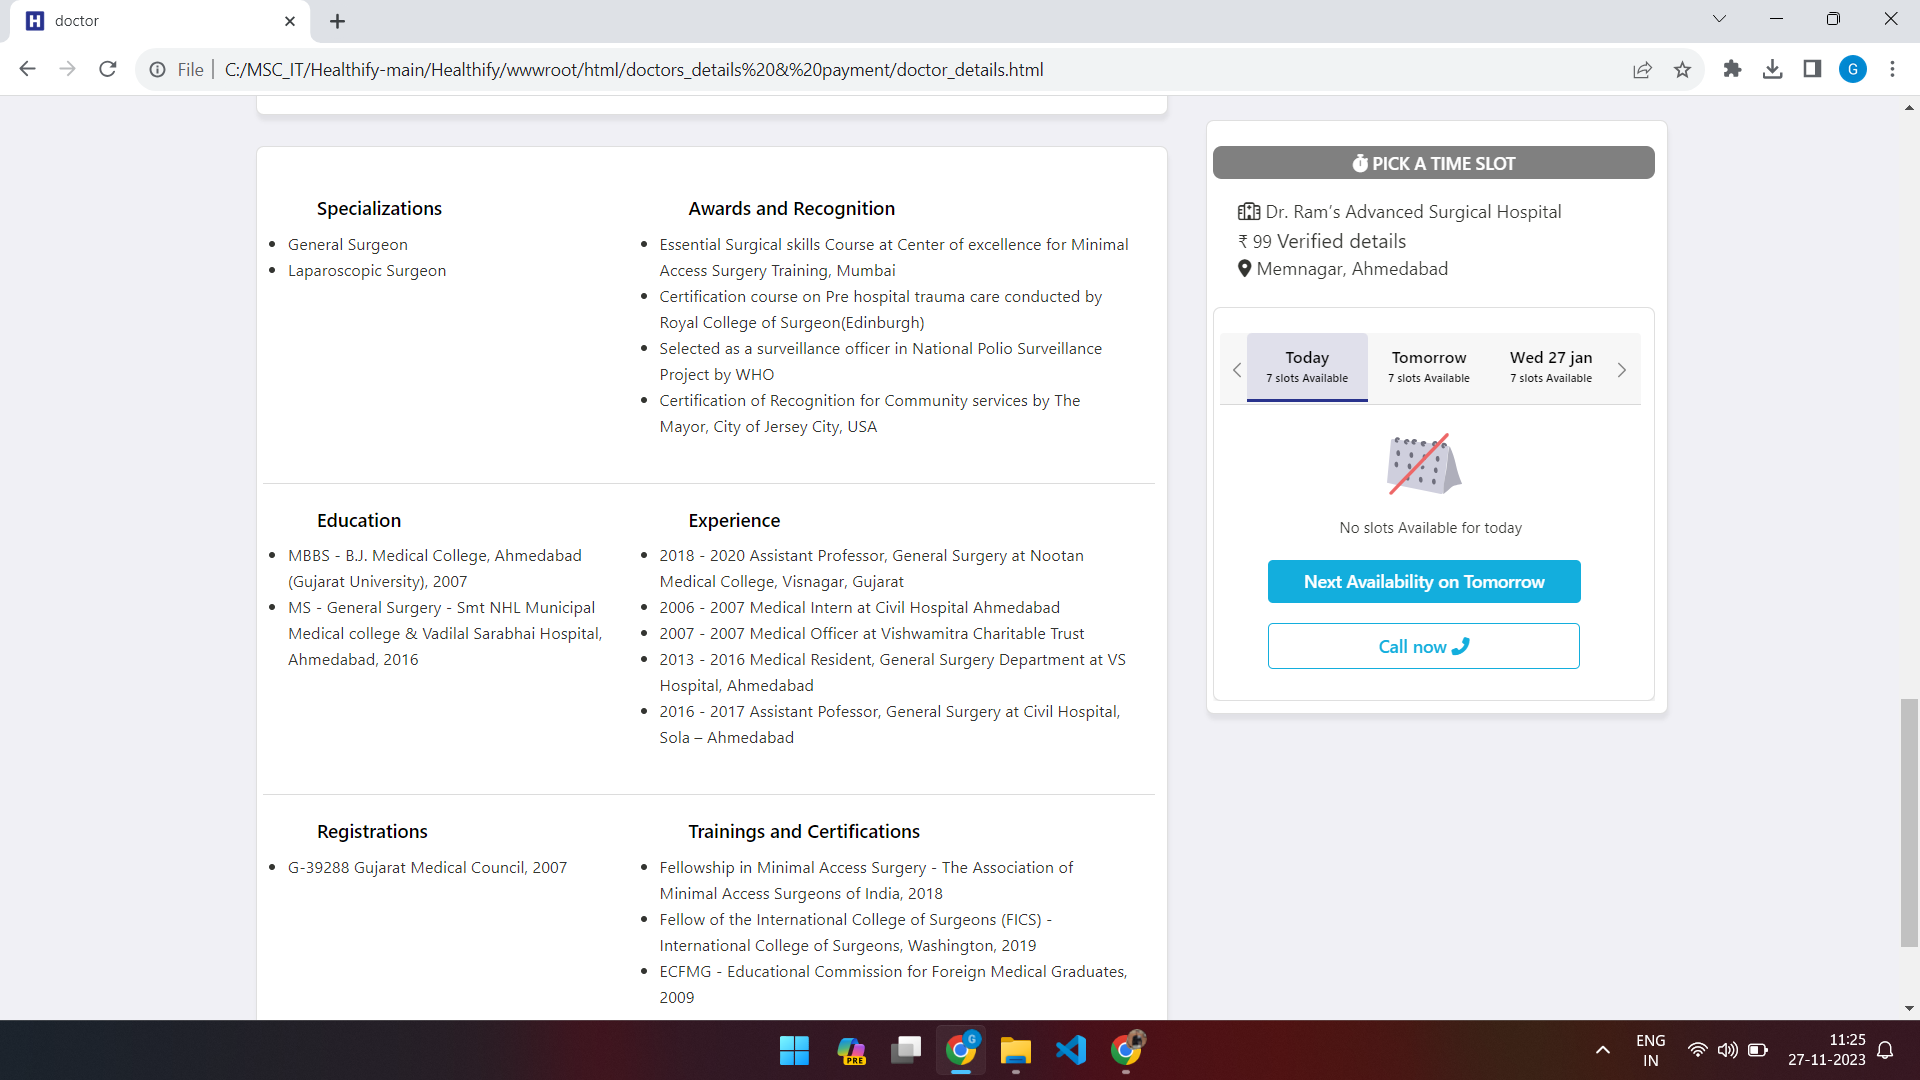 doctor
File
C:/MSC_IT/Healthify-main/Healthify/wwwroot/html/doctors_details%20&%20payment/doctor_details.html
G
Specializations
General Surgeon
Laparoscopic Surgeon
Awards and Recognition
Essential Surgical skills Course at Center of excellence for Minimal
Access Surgery Training, Mumbai
Certification course on Pre hospital trauma care conducted by
Royal College of Surgeon(Edinburgh)
Selected as a surveillance officer in National Polio Surveillance
Project by WHO
Certification of Recognition for Community services by The
Mayor, City of Jersey City, USA
Education
MBBS - B.J. Medical College, Ahmedabad
(Gujarat University), 2007
MS - General Surgery - Smt NHL Municipal
Medical college & Vadilal Sarabhai Hospital,
Ahmedabad, 2016
Experience
2018 - 2020 Assistant Professor, General Surgery at Nootan
Medical College, Visnagar, Gujarat
2006 - 2007 Medical Intern at Civil Hospital Ahmedabad
2007 - 2007 Medical Officer at Vishwamitra Charitable Trust
2013 - 2016 Medical Resident, General Surgery Department at VS
Hospital, Ahmedabad
2016 - 2017 Assistant Pofessor, General Surgery at Civil Hospital,
Sola – Ahmedabad
Registrations
G-39288 Gujarat Medical Council, 2007
Trainings and Certifications
Fellowship in Minimal Access Surgery - The Association of
Minimal Access Surgeons of India, 2018
Fellow of the International College of Surgeons (FICS) -
International College of Surgeons, Washington, 2019
ECFMG - Educational Commission for Foreign Medical Graduates,
2009
PICK A TIME SLOT
Dr. Ram’s Advanced Surgical Hospital
₹ 99 Verified details
Memnagar, Ahmedabad
Today
7 slots Available
Tomorrow
7 slots Available
Wed 27 jan
7 slots Available
No slots Available for today
Next Availability on Tomorrow
Call now
PRE
G
ENG
IN
11:25
27-11-2023